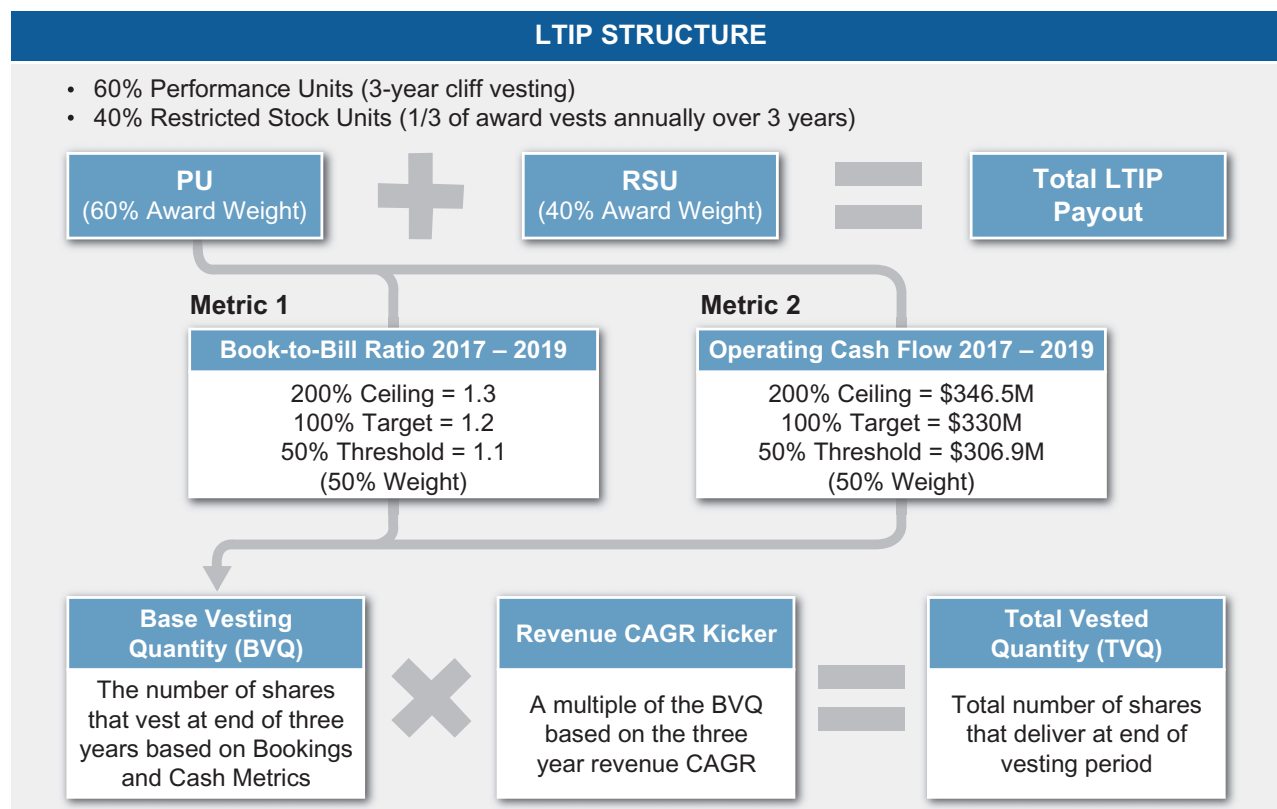 LTIP STRUCTURE
• 60% Performance Units (3-year cliff vesting)
• 40% Restricted Stock Units (1/3 of award vests annually over 3 years)
PU
(60% Award Weight)
RSU
(40% Award Weight)
Total LTIP
Payout
Metric 1
Book-to-Bill Ratio 2017 – 2019
200% Ceiling = 1.3
100% Target = 1.2
50% Threshold = 1.1
(50% Weight)
Metric 2
Operating Cash Flow 2017 – 2019
200% Ceiling = $346.5M
100% Target = $330M
50% Threshold = $306.9M
(50% Weight)
Base Vesting
Quantity (BVQ)
The number of shares
that vest at end of three
years based on Bookings
and Cash Metrics
Revenue CAGR Kicker
A multiple of the BVQ
based on the three
year revenue CAGR
Total Vested
Quantity (TVQ)
Total number of shares
that deliver at end of
vesting period